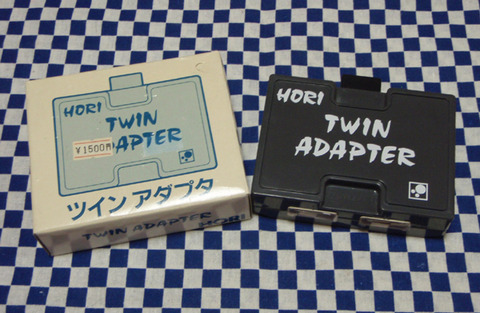 HORI
TWIN
¥1500円
APTER
ツイン アダプタ
TWIN ADAPTER
HORI
HORI
TWIN
ADAPTER